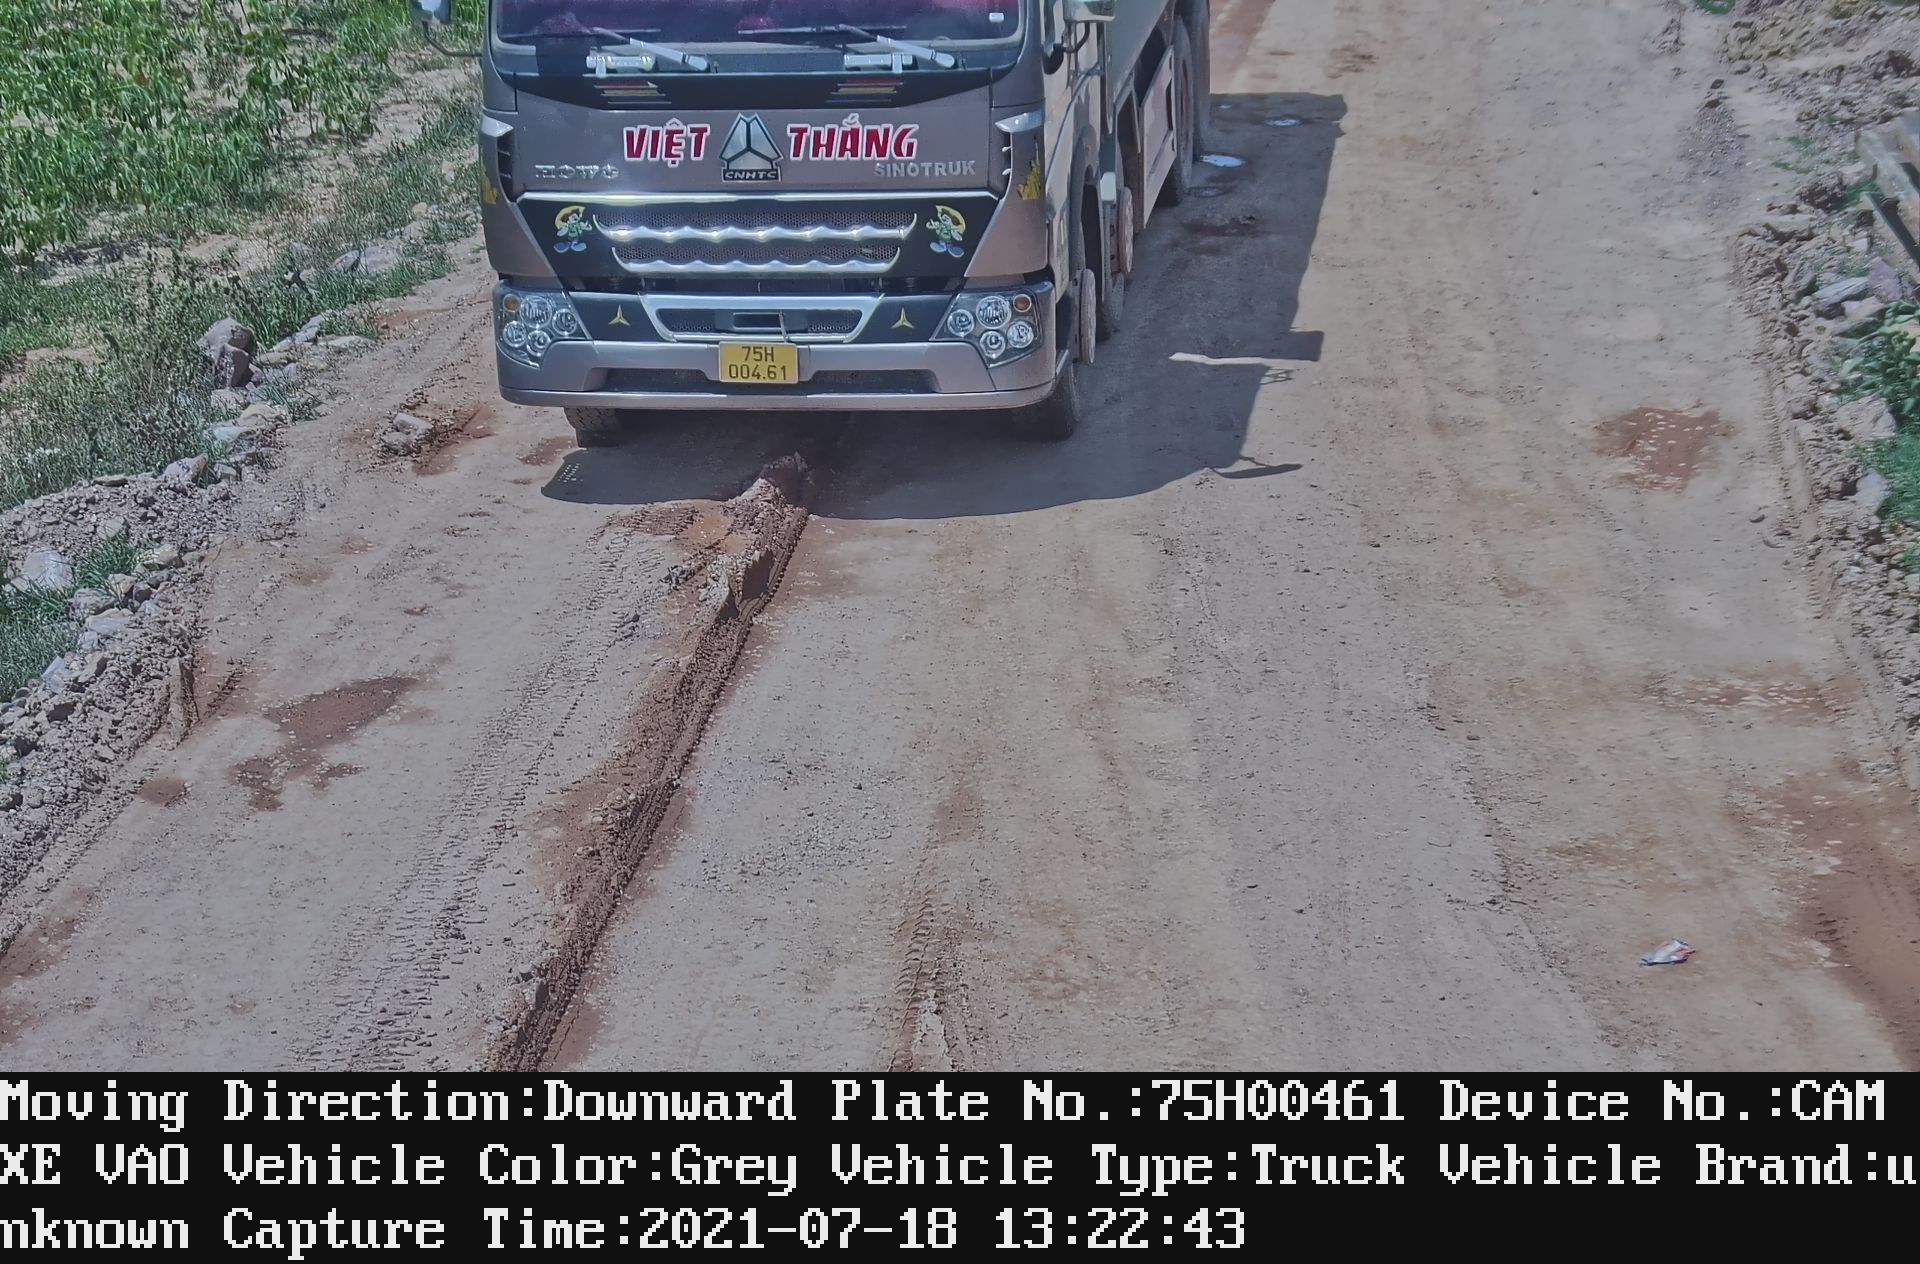 VIỆT THẮNG
HOWO CNHTC SINOTRUK
75H
004.61
Moving Direction:Downward Plate No.:75H00461 Device No.:CAM
XE VAO Vehicle Color:Grey Vehicle Type:Truck Vehicle Brand:u
nknown Capture Time:2021-07-18 13:22:43